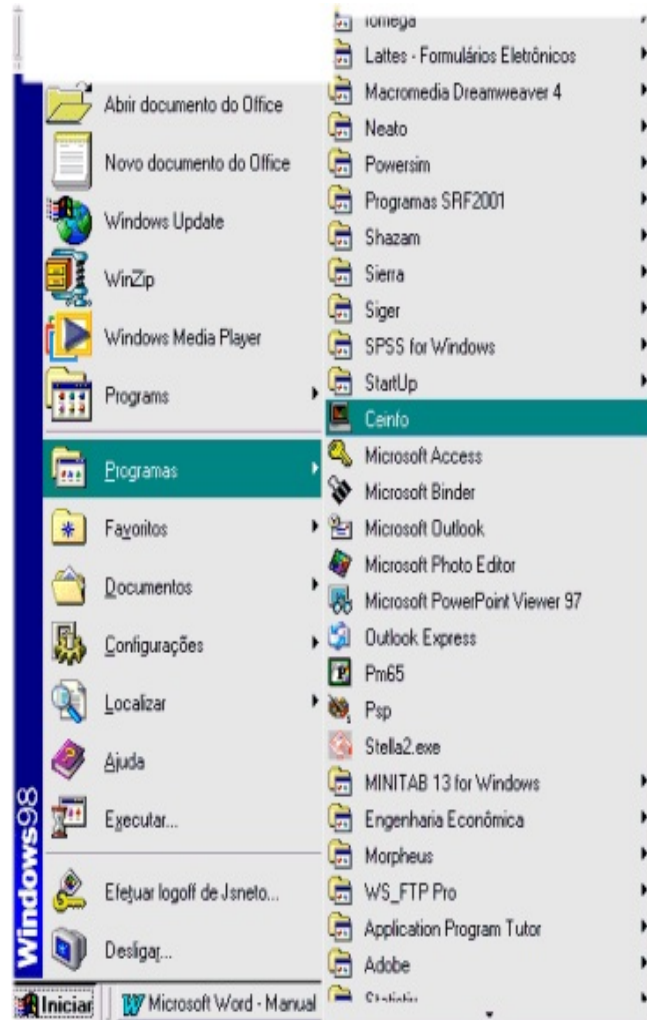 Abrir documento do Office
Novo documento do Office
Windows Update
WinZip
Windows Media Player
Programs
Programas
Favoritos
Documentos
Configurações
Localizar
Ajuda
Executar...
Efetuar logoff de Jsneto...
Desligar...
Windows98
Iomega
Lattes - Formulários Eletrônicos
Macromedia Dreamweaver 4
Neato
Powersim
Programas SRF2001
Shazam
Sierra
Siger
SPSS for Windows
StartUp
Ceinfo
Microsoft Access
Microsoft Binder
Microsoft Outlook
Microsoft Photo Editor
Microsoft PowerPoint Viewer 97
Outlook Express
Pm65
Psp
Stella2.exe
MINITAB 13 for Windows
Engenharia Econômica
Morpheus
WS_FTP Pro
Application Program Tutor
Adobe
Iniciar
Microsoft Word - Manual